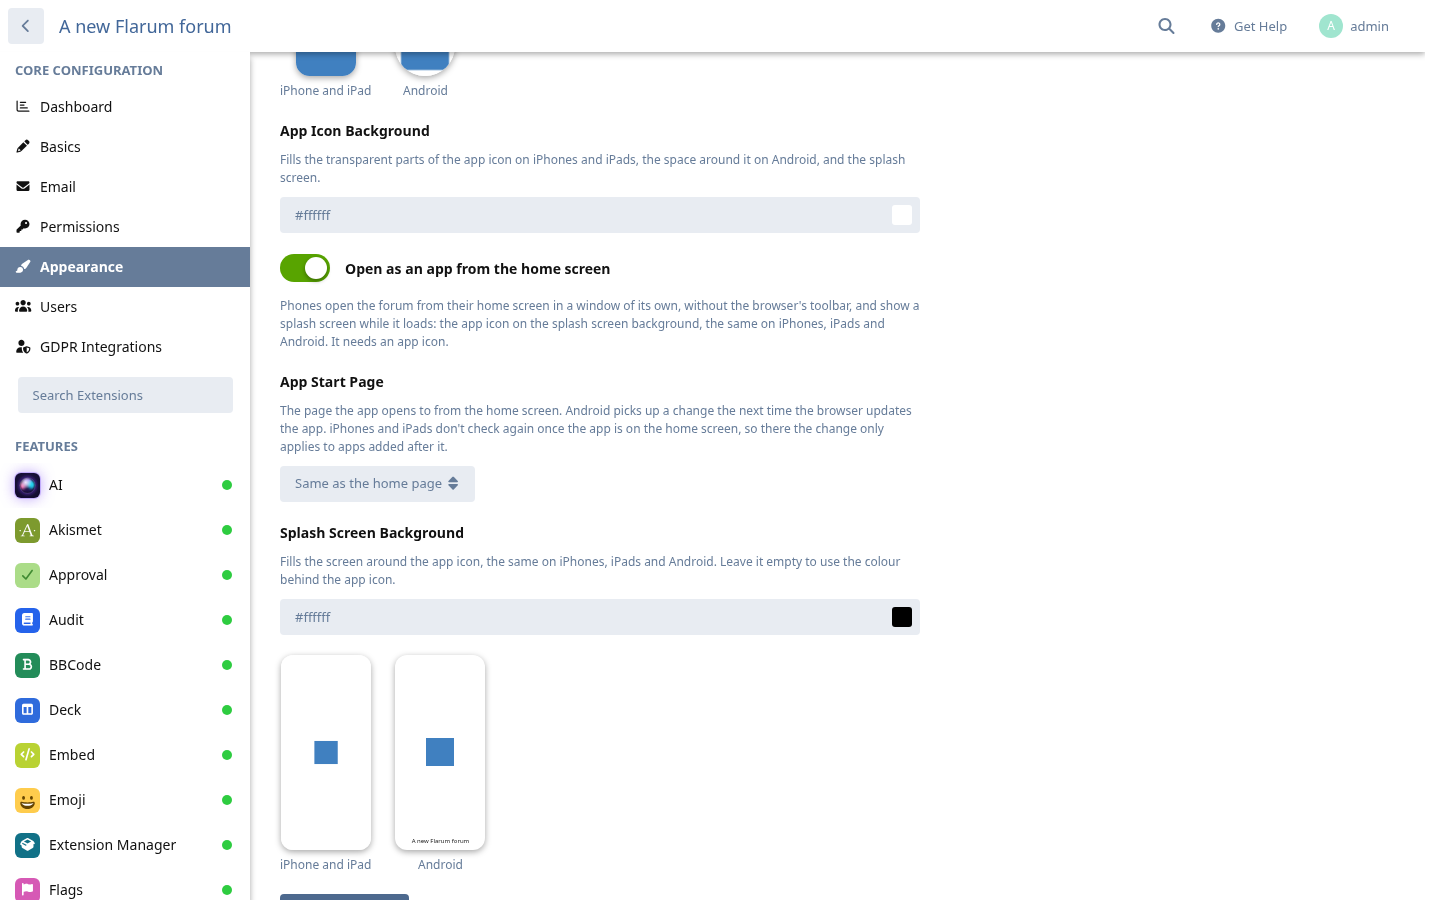 A new Flarum forum
Get Help
A
admin
CORE CONFIGURATION
Dashboard
Basics
Email
Permissions
Appearance
Users
GDPR Integrations
Search Extensions
FEATURES
AI
Akismet
Approval
Audit
BBCode
Deck
Embed
Emoji
Extension Manager
Flags
iPhone and iPad
Android
App Icon Background
Fills the transparent parts of the app icon on iPhones and iPads, the space around it on Android, and the splash
screen.
#ffffff
Open as an app from the home screen
Phones open the forum from their home screen in a window of its own, without the browser's toolbar, and show a
splash screen while it loads: the app icon on the splash screen background, the same on iPhones, iPads and
Android. It needs an app icon.
App Start Page
The page the app opens to from the home screen. Android picks up a change the next time the browser updates
the app. iPhones and iPads don't check again once the app is on the home screen, so there the change only
applies to apps added after it.
Same as the home page
Splash Screen Background
Fills the screen around the app icon, the same on iPhones, iPads and Android. Leave it empty to use the colour
behind the app icon.
#ffffff
A new Flarum forum
iPhone and iPad
Android